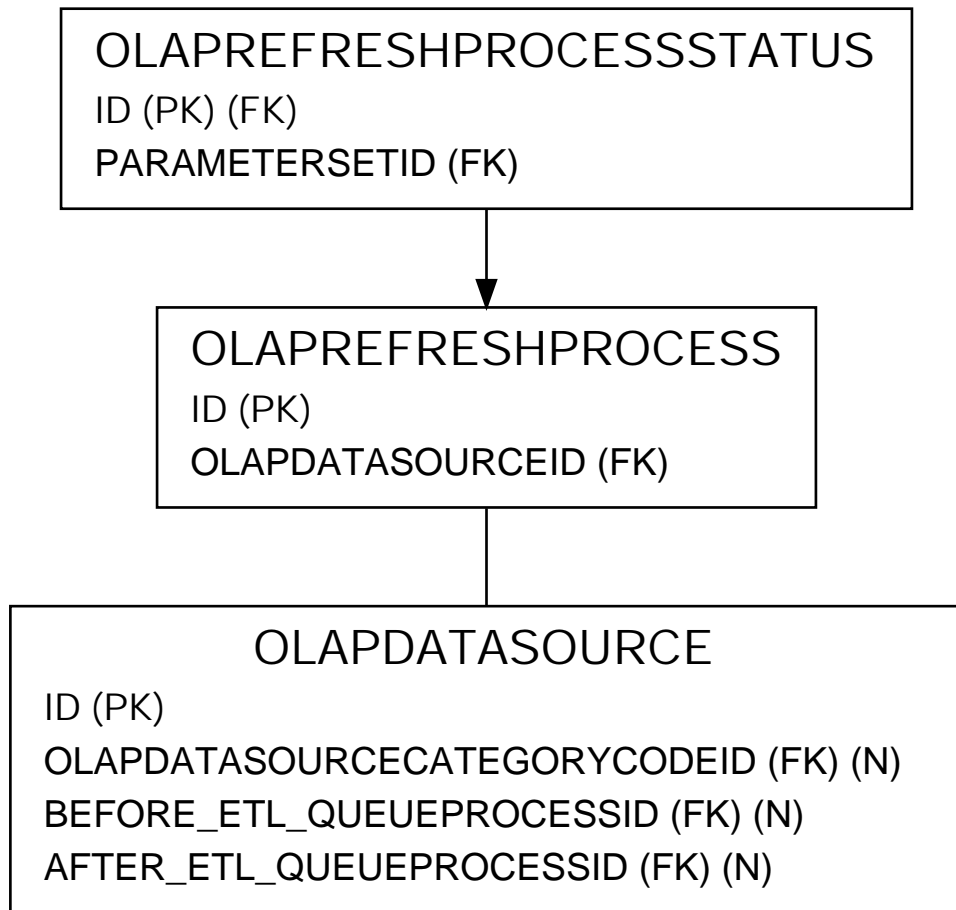 OLAPREFRESHPROCESSSTATUS
ID (PK) (FK)
PARAMETERSETID (FK)
OLAPREFRESHPROCESS
ID (PK)
OLAPDATASOURCEID (FK)
OLAPDATASOURCE
ID (PK)
OLAPDATASOURCECATEGORYCODEID (FK) (N)
BEFORE_ETL_QUEUEPROCESSID (FK) (N)
AFTER_ETL_QUEUEPROCESSID (FK) (N)